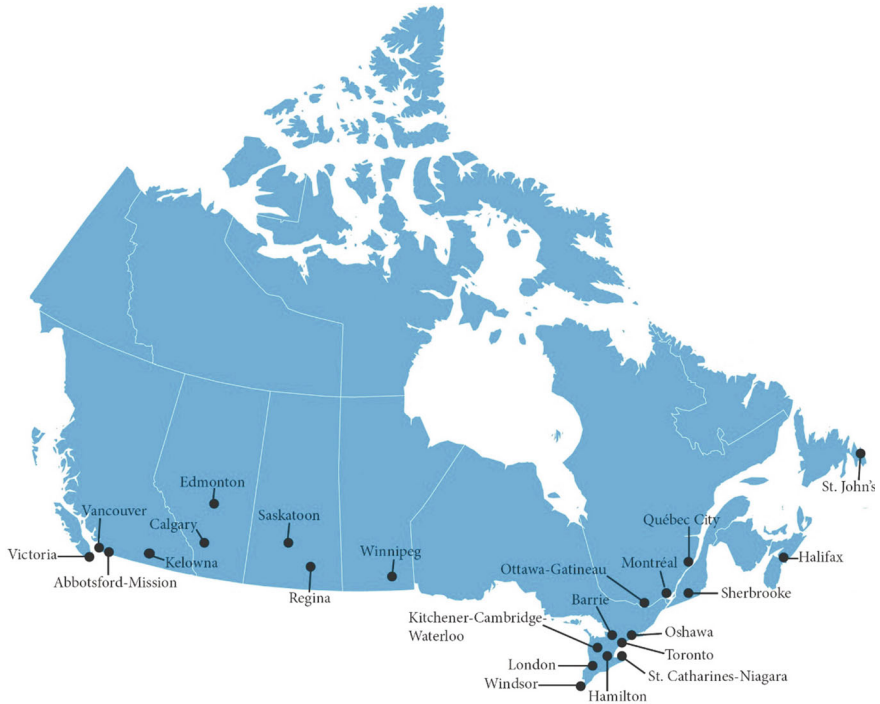 Edmonton
St. John's
Vancouver
Saskatoon
Québec City
Calgary
Victoria
Kelowna
Winnipeg
Halifax
Abbotsford-Mission
Ottawa-Gatineau
Montréal
Regina
Barrie
Sherbrooke
Kitchener-Cambridge-
Waterloo
Oshawa
Toronto
London
St. Catharines-Niagara
Windsor
Hamilton